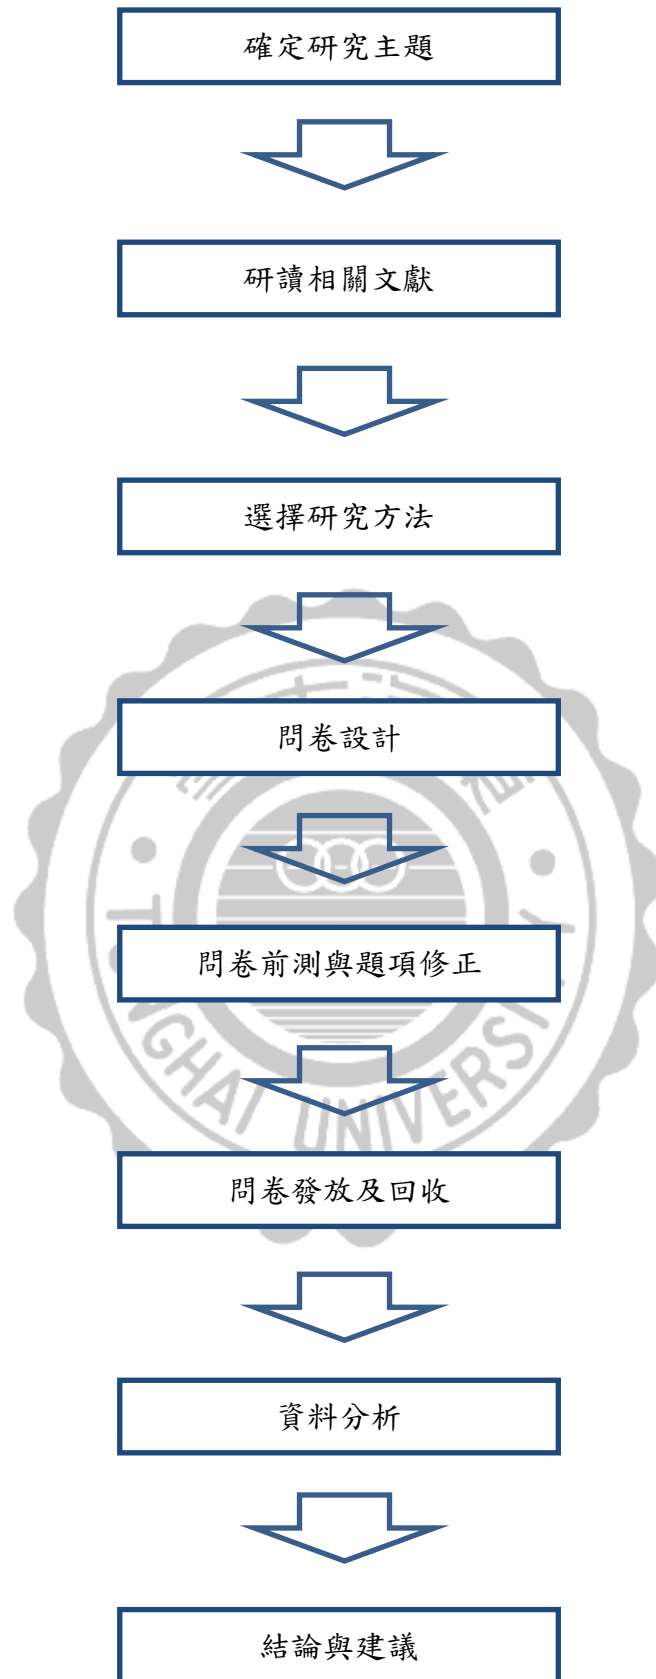 確定研究主題
研讀相關文獻
選擇研究方法
問卷設計
問卷前測與題項修正
問卷發放及回收
資料分析
結論與建議
UNIVERSITY